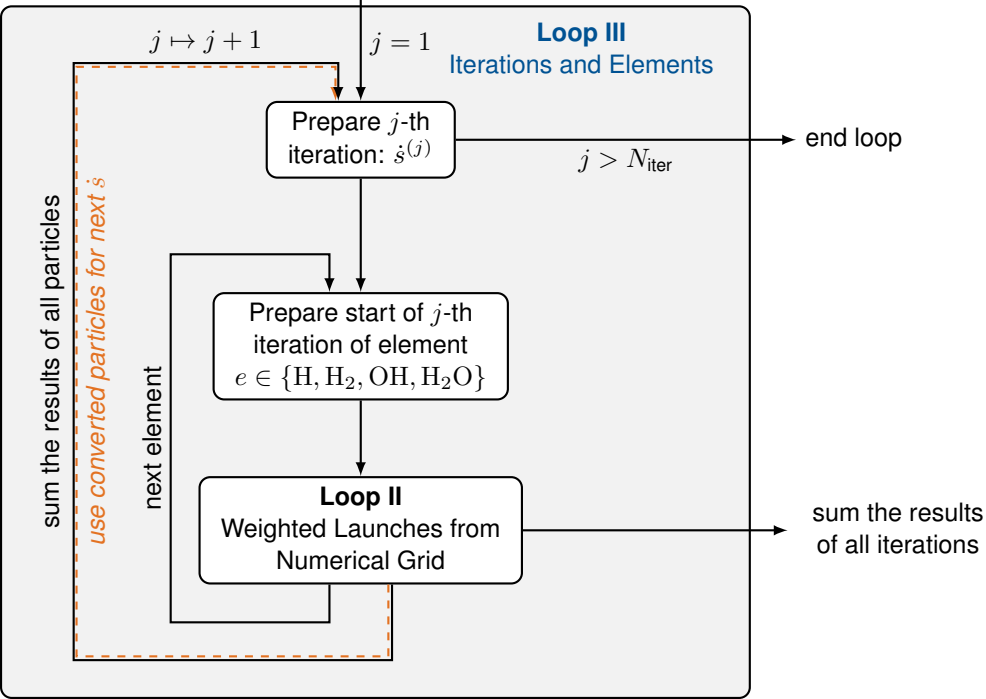 Loop III
Iterations and Elements
j ↦ j + 1
j = 1
Prepare j-th
iteration: ṡ⁽ʲ⁾
j > N_iter
end loop
sum the results of all particles
use converted particles for next ṡ
next element
Prepare start of j-th
iteration of element
e ∈ {H, H₂, OH, H₂O}
Loop II
Weighted Launches from
Numerical Grid
sum the results
of all iterations